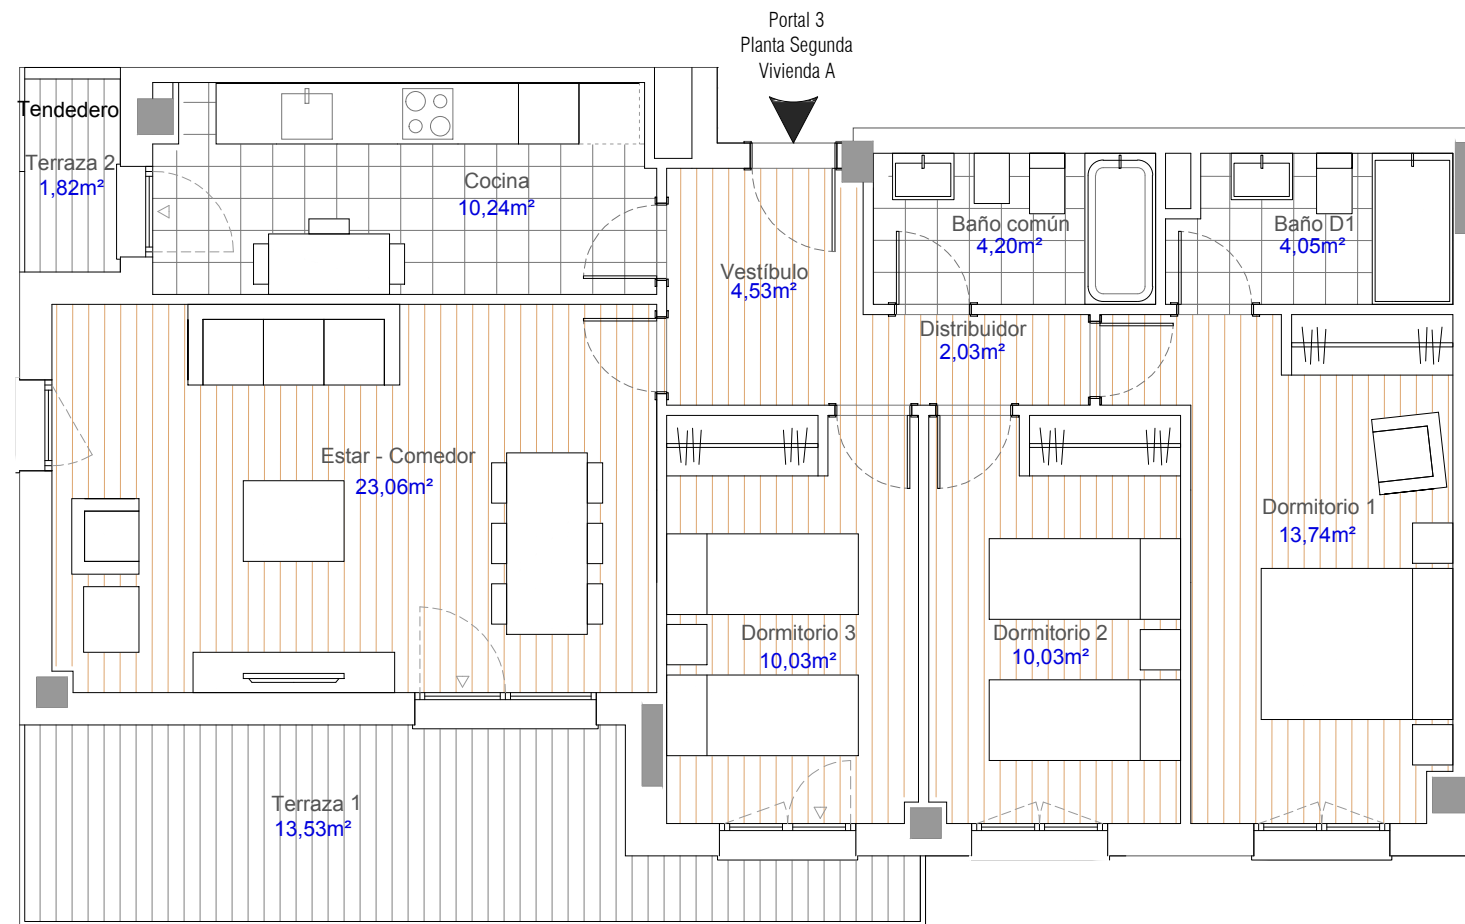 Portal 3
Planta Segunda
Vivienda A
Tendedero
Terraza 2
1,82m²
Cocina
10,24m²
Vestíbulo
4,53m²
Baño común
4,20m²
Baño D1
4,05m²
Distribuidor
2,03m²
Estar - Comedor
23,06m²
Dormitorio 1
13,74m²
Dormitorio 3
10,03m²
Dormitorio 2
10,03m²
Terraza 1
13,53m²